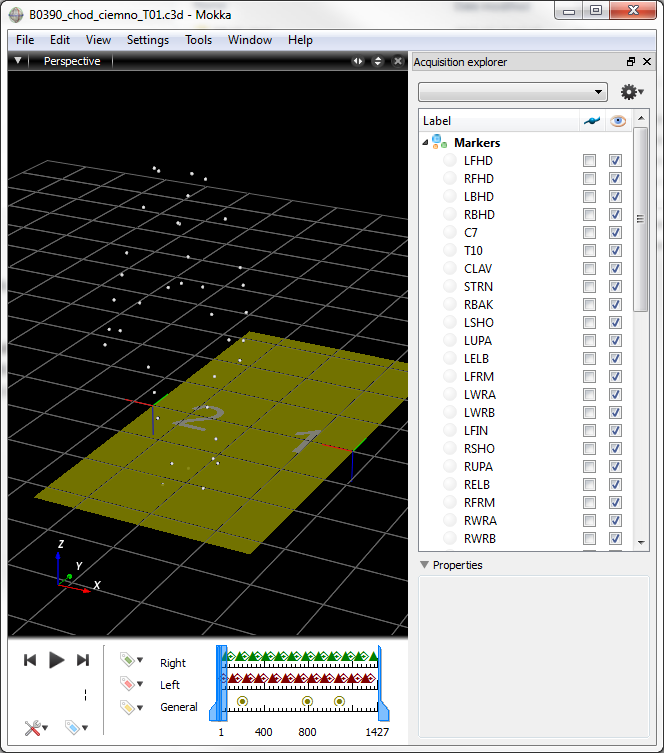 B0390_chod_ciemno_T01.c3d - Mokka
File Edit View Settings Tools Window Help
Perspective
Acquisition explorer
Label
Markers
LFHD
RFHD
LBHD
RBHD
C7
T10
CLAV
STRN
RBAK
LSHO
LUPA
LELB
LFRM
LWRA
LWRB
LFIN
RSHO
RUPA
RELB
RFRM
RWRA
RWRB
2
1
Z
Y
X
Properties
Right
Left
General
1 400 800 1427